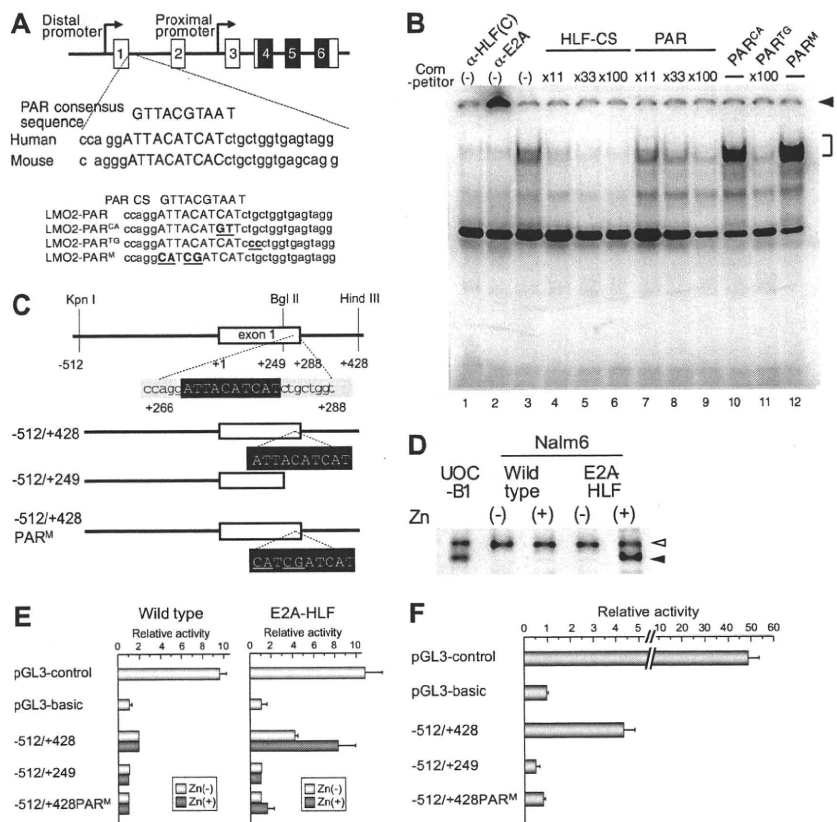 A
Distal promoter
Proximal promoter
1 2 3 4 5 6
PAR consensus sequence GTTACGTAAT
Human ccaggATTACATCATctgctggtgagtagg
Mouse c agggATTACATCACctgctggtgagcagg
PAR CS GTTACGTAAT
LMO2-PAR ccaggATTACATCATctgctggtgagtagg
LMO2-PARCA ccaggATTACATCGTTctgctggtgagtagg
LMO2-PARTG ccaggATTACATCATccctggtgagtagg
LMO2-PARM ccaggCATCGATCATctgctggtgagtagg
B
α-HLF(C)
α-E2A
HLF-CS
PAR
PARCA
PARTG
PARM
Com-petitor
(-) (-) (-) x11 x33 x100 x11 x33 x100 — x100 —
1 2 3 4 5 6 7 8 9 10 11 12
C
Kpn I Bgl II Hind III
exon 1
-512 +1 +249 +288 +428
ccaggATTACATCATctgctggt
+266 +288
-512/+428
ATTACATCAT
-512/+249
-512/+428 PARM
CATCGATCAT
D
Nalm6
UOC-B1
Wild type
E2A-HLF
Zn (-) (+) (-) (+)
E
Wild type
E2A-HLF
Relative activity
Relative activity
0 2 4 6 8 10
0 2 4 6 8 10
pGL3-control
pGL3-basic
-512/+428
-512/+249
-512/+428PARM
Zn(-)
Zn(+)
Zn(-)
Zn(+)
F
Relative activity
0 1 2 3 4 5 10 20 30 40 50 60
pGL3-control
pGL3-basic
-512/+428
-512/+249
-512/+428PARM